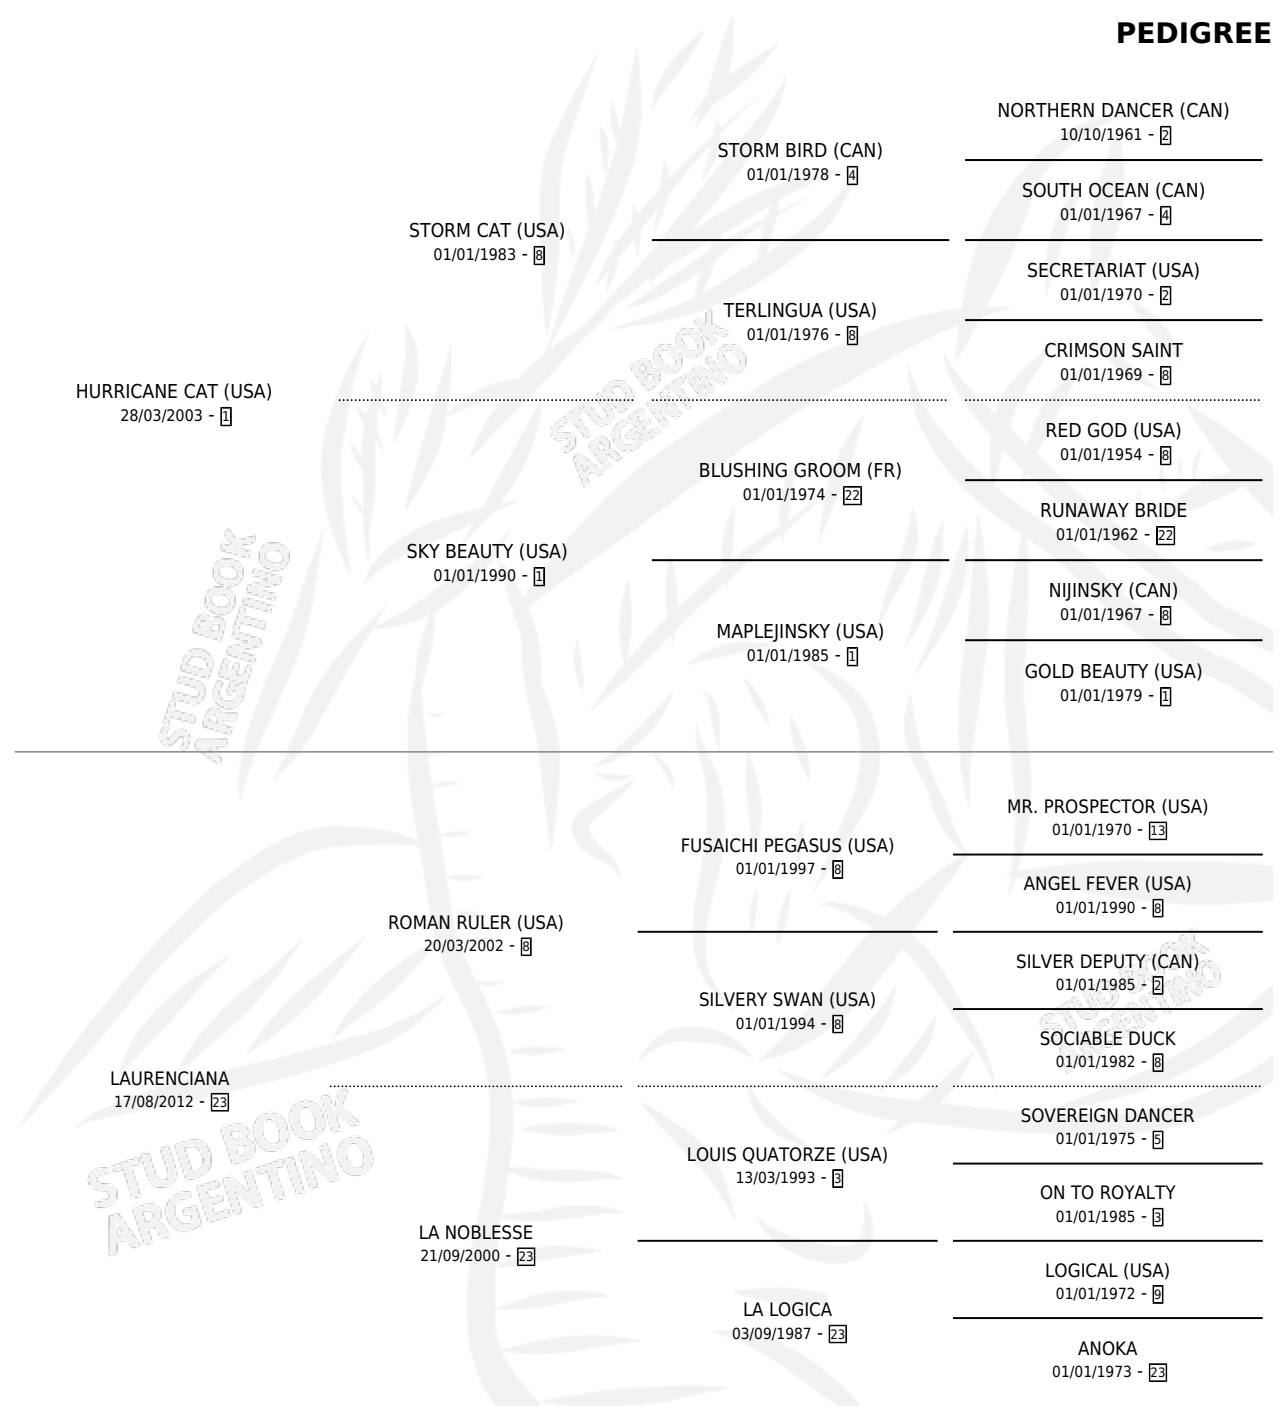 PEDIGREE
NORTHERN DANCER (CAN)
10/10/1961 - 2
STORM BIRD (CAN)
01/01/1978 - 4
SOUTH OCEAN (CAN)
01/01/1967 - 4
STORM CAT (USA)
01/01/1983 - 8
SECRETARIAT (USA)
01/01/1970 - 2
TERLINGUA (USA)
01/01/1976 - 8
CRIMSON SAINT
01/01/1969 - 8
HURRICANE CAT (USA)
28/03/2003 - 1
RED GOD (USA)
01/01/1954 - 8
BLUSHING GROOM (FR)
01/01/1974 - 22
RUNAWAY BRIDE
01/01/1962 - 22
SKY BEAUTY (USA)
01/01/1990 - 1
NIJINSKY (CAN)
01/01/1967 - 8
MAPLEJINSKY (USA)
01/01/1985 - 1
GOLD BEAUTY (USA)
01/01/1979 - 1
MR. PROSPECTOR (USA)
01/01/1970 - 13
FUSAICHI PEGASUS (USA)
01/01/1997 - 8
ANGEL FEVER (USA)
01/01/1990 - 8
ROMAN RULER (USA)
20/03/2002 - 8
SILVER DEPUTY (CAN)
01/01/1985 - 2
SILVERY SWAN (USA)
01/01/1994 - 8
SOCIABLE DUCK
01/01/1982 - 8
LAURENCIANA
17/08/2012 - 23
SOVEREIGN DANCER
01/01/1975 - 5
LOUIS QUATORZE (USA)
13/03/1993 - 3
ON TO ROYALTY
01/01/1985 - 3
LA NOBLESSE
21/09/2000 - 23
LOGICAL (USA)
01/01/1972 - 9
LA LOGICA
03/09/1987 - 23
ANOKA
01/01/1973 - 23
STUD BOOK
ARGENTINO
STUD BOOK
ARGENTINO
STUD BOOK
ARGENTINO
STUD BOOK
ARGENTINO